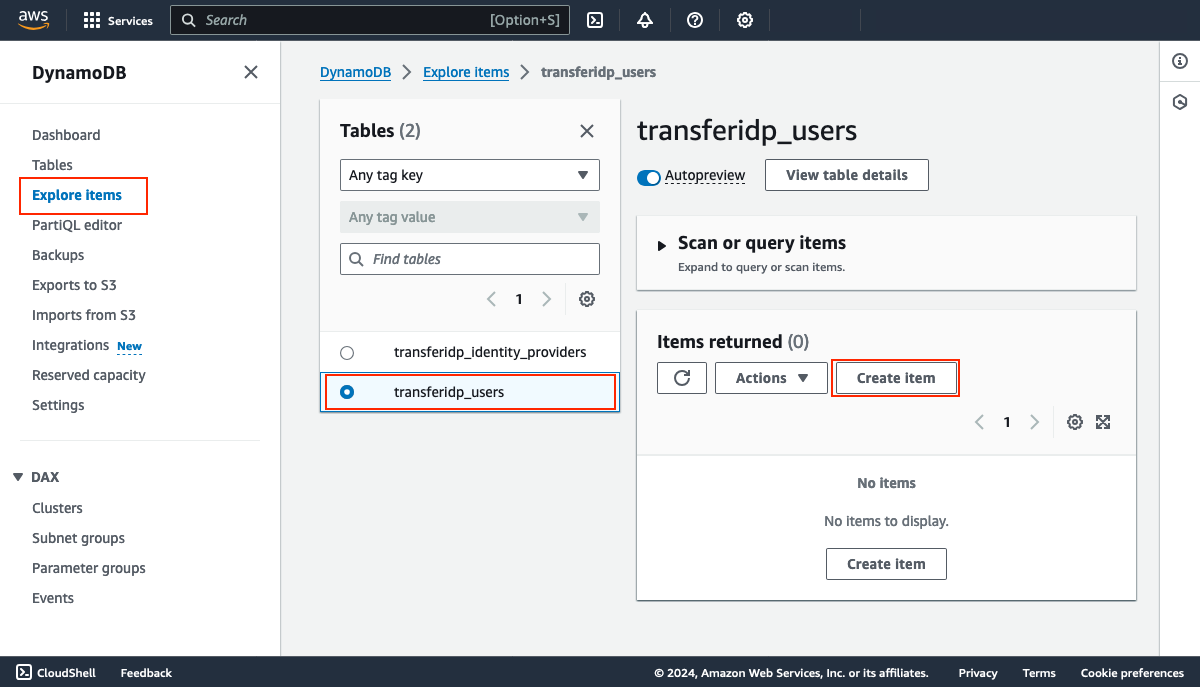 aws
Services
Search
[Option+S]
DynamoDB
Dashboard
Tables
Explore items
PartiQL editor
Backups
Exports to S3
Imports from S3
Integrations New
Reserved capacity
Settings
DAX
Clusters
Subnet groups
Parameter groups
Events
DynamoDB
Explore items
transferidp_users
Tables (2)
Any tag key
Any tag value
Find tables
1
transferidp_identity_providers
transferidp_users
transferidp_users
Autopreview
View table details
Scan or query items
Expand to query or scan items.
Items returned (0)
Actions
Create item
1
No items
No items to display.
Create item
CloudShell
Feedback
© 2024, Amazon Web Services, Inc. or its affiliates.
Privacy
Terms
Cookie preferences